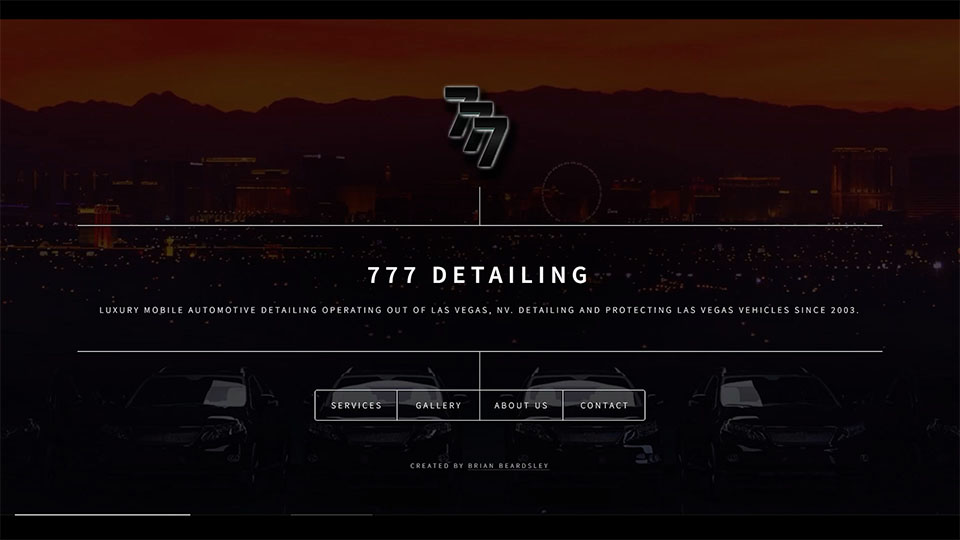 777
777 DETAILING
LUXURY MOBILE AUTOMOTIVE DETAILING OPERATING OUT OF LAS VEGAS, NV. DETAILING AND PROTECTING LAS VEGAS VEHICLES SINCE 2003.
SERVICES GALLERY ABOUT US CONTACT
CREATED BY BRIAN BEARDSLEY